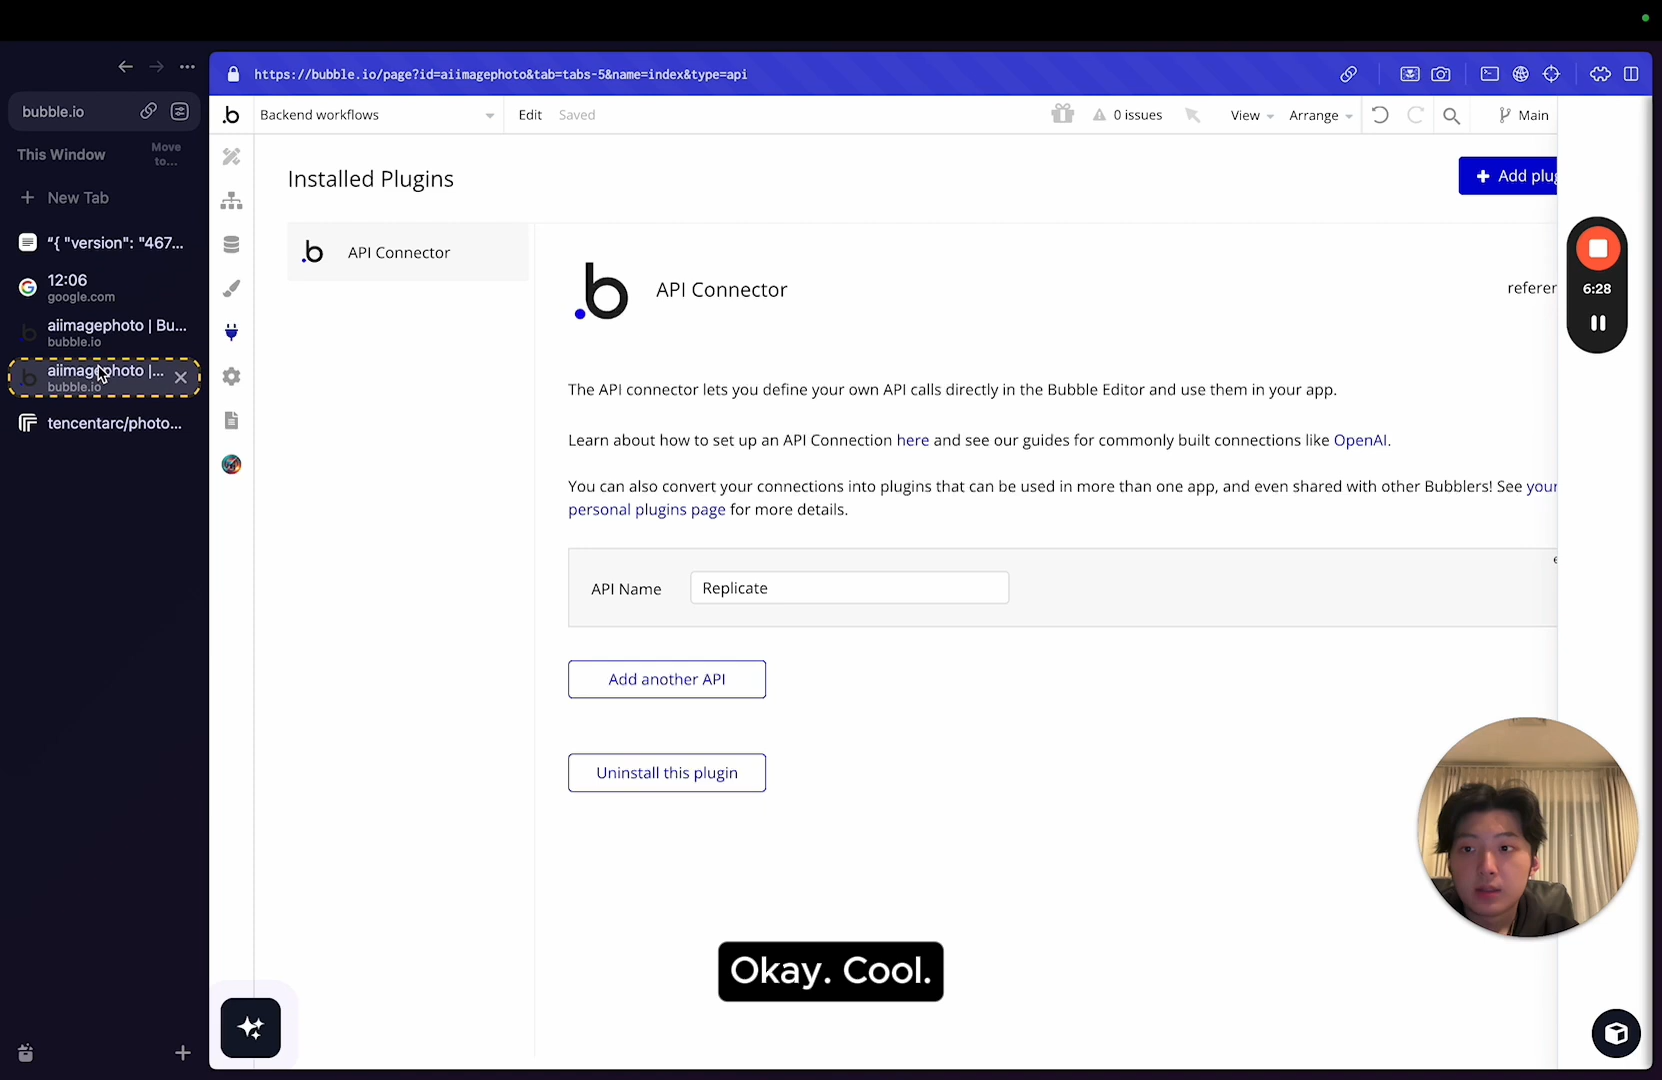 https://bubble.io/page?id=aiimagephoto&tab=tabs-5&name=index&type=api
bubble.io
This Window
Move
to...
New Tab
"{ "version": "467...
12:06
google.com
aiimagephoto | Bu...
bubble.io
aiimagephoto |...
bubble.io
tencentarc/photo...
Backend workflows
Edit
Saved
0 issues
View
Arrange
Main
Installed Plugins
Add plug
API Connector
API Connector
referen
6:28
The API connector lets you define your own API calls directly in the Bubble Editor and use them in your app.
Learn about how to set up an API Connection here and see our guides for commonly built connections like OpenAI.
You can also convert your connections into plugins that can be used in more than one app, and even shared with other Bubblers! See your
personal plugins page for more details.
API Name
Replicate
Add another API
Uninstall this plugin
Okay. Cool.